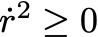 ṙ² ≥ 0